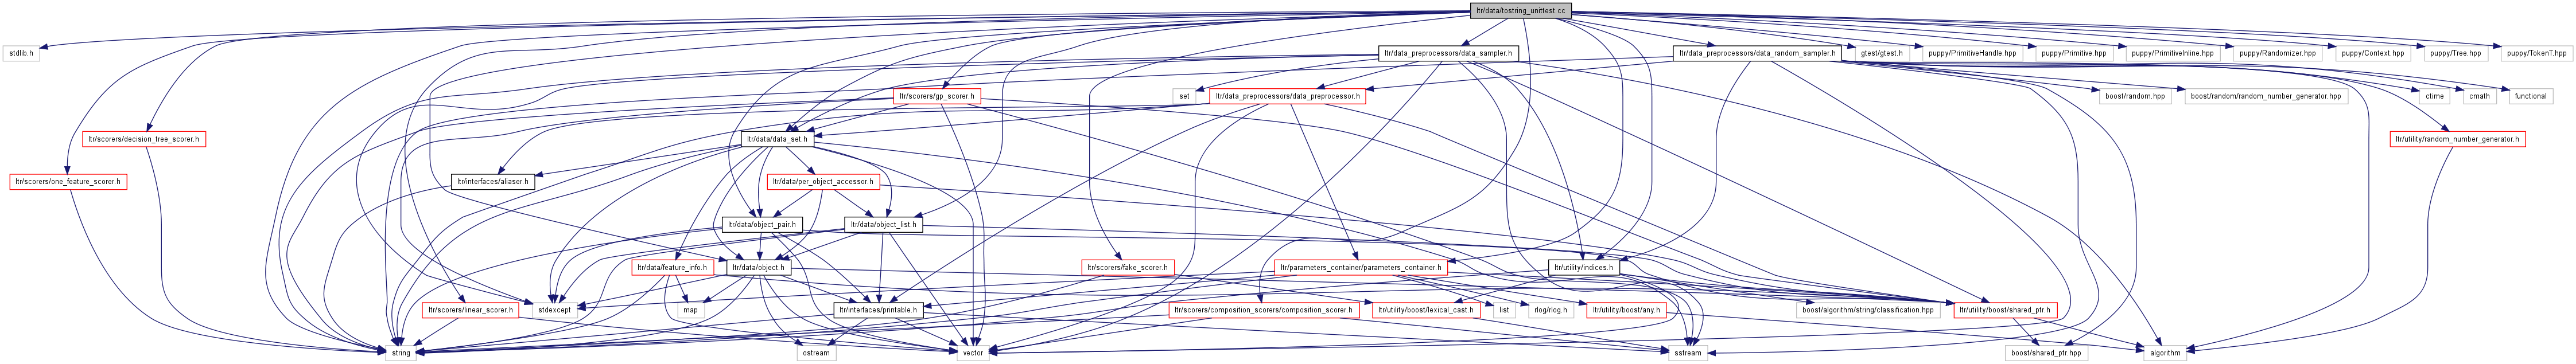 ltr/data/tostring_unittest.cc
stdlib.h
ltr/data_preprocessors/data_sampler.h
ltr/data_preprocessors/data_random_sampler.h
gtest/gtest.h
puppy/PrimitiveHandle.hpp
puppy/Primitive.hpp
puppy/PrimitiveInline.hpp
puppy/Randomizer.hpp
puppy/Context.hpp
puppy/Tree.hpp
puppy/TokenT.hpp
ltr/scorers/gp_scorer.h
set
ltr/data_preprocessors/data_preprocessor.h
boost/random.hpp
boost/random/random_number_generator.hpp
ctime
cmath
functional
ltr/scorers/decision_tree_scorer.h
ltr/data/data_set.h
ltr/utility/random_number_generator.h
ltr/scorers/one_feature_scorer.h
ltr/interfaces/aliaser.h
ltr/data/per_object_accessor.h
ltr/data/object_pair.h
ltr/data/object_list.h
ltr/data/feature_info.h
ltr/data/object.h
ltr/scorers/fake_scorer.h
ltr/parameters_container/parameters_container.h
ltr/utility/indices.h
ltr/scorers/linear_scorer.h
stdexcept
map
ltr/interfaces/printable.h
ltr/scorers/composition_scorers/composition_scorer.h
ltr/utility/boost/lexical_cast.h
list
rlog/rlog.h
ltr/utility/boost/any.h
boost/algorithm/string/classification.hpp
ltr/utility/boost/shared_ptr.h
string
ostream
vector
sstream
boost/shared_ptr.hpp
algorithm